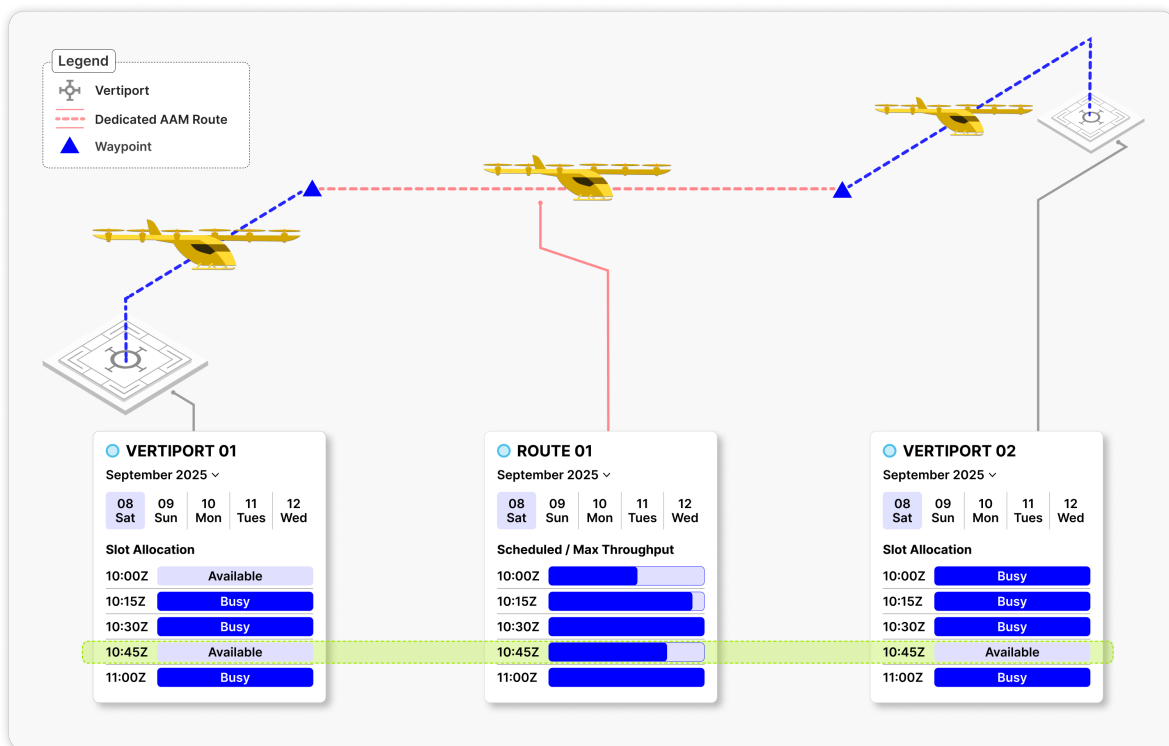 Legend
Vertiport
Dedicated AAM Route
Waypoint
VERTIPORT 01
September 2025
08 09 10 11 12
Sat Sun Mon Tues Wed
Slot Allocation
10:00Z Available
10:15Z Busy
10:30Z Busy
10:45Z Available
11:00Z Busy
ROUTE 01
September 2025
08 09 10 11 12
Sat Sun Mon Tues Wed
Scheduled / Max Throughput
10:00Z
10:15Z
10:30Z
10:45Z
11:00Z
VERTIPORT 02
September 2025
08 09 10 11 12
Sat Sun Mon Tues Wed
Slot Allocation
10:00Z Busy
10:15Z Busy
10:30Z Busy
10:45Z Available
11:00Z Busy